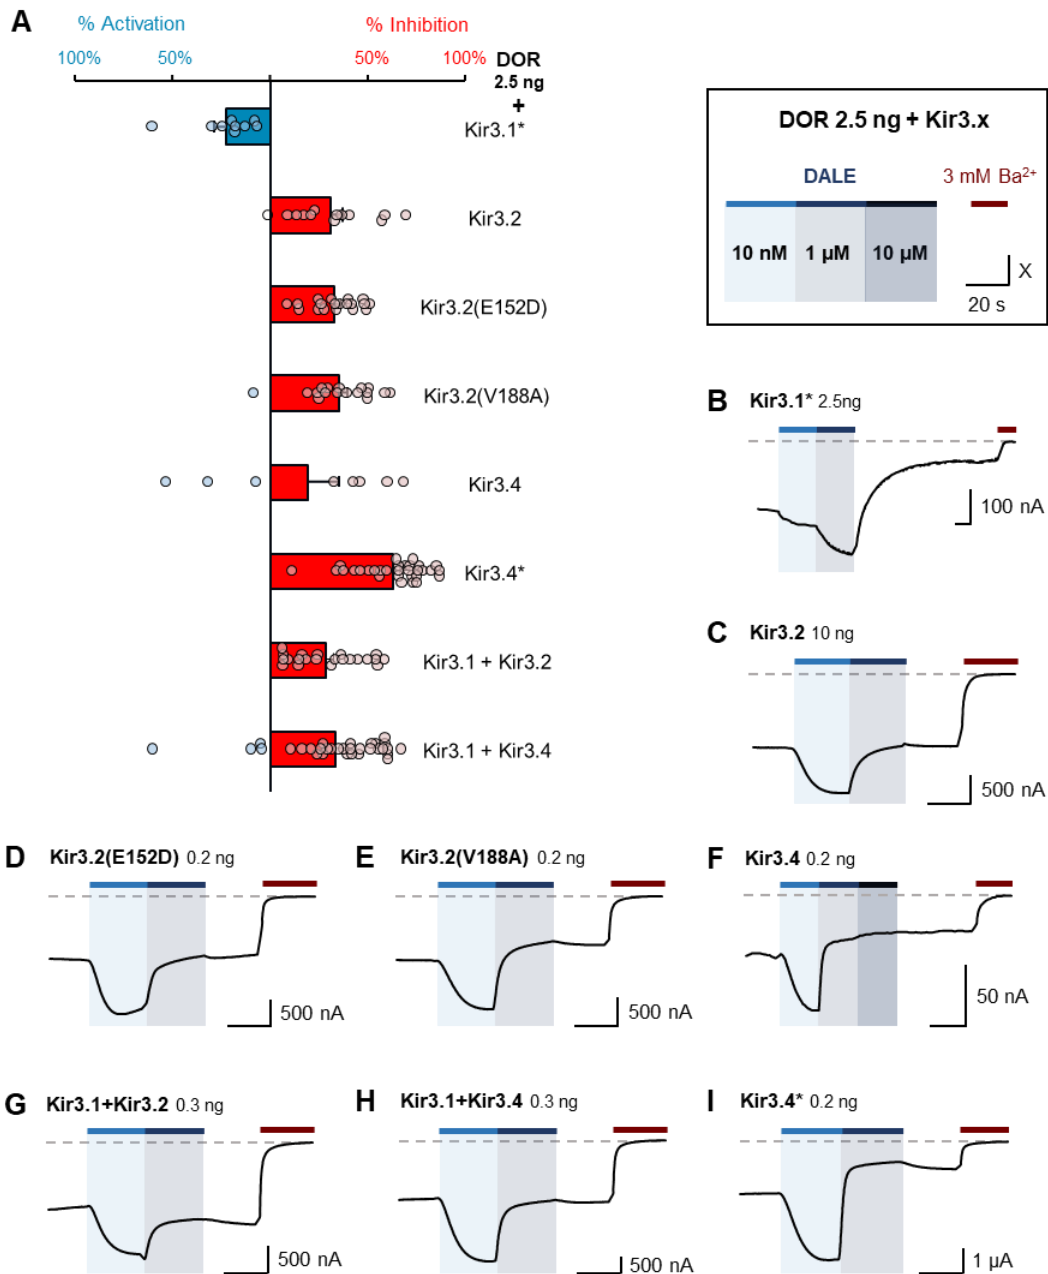 A
% Activation
% Inhibition
100%
50%
50%
100%
DOR
2.5 ng
+
Kir3.1*
Kir3.2
Kir3.2(E152D)
Kir3.2(V188A)
Kir3.4
Kir3.4*
Kir3.1 + Kir3.2
Kir3.1 + Kir3.4
DOR 2.5 ng + Kir3.x
DALE
3 mM Ba²⁺
10 nM
1 µM
10 µM
X
20 s
B
Kir3.1* 2.5ng
100 nA
C
Kir3.2 10 ng
500 nA
D
Kir3.2(E152D) 0.2 ng
500 nA
E
Kir3.2(V188A) 0.2 ng
500 nA
F
Kir3.4 0.2 ng
50 nA
G
Kir3.1+Kir3.2 0.3 ng
500 nA
H
Kir3.1+Kir3.4 0.3 ng
500 nA
I
Kir3.4* 0.2 ng
1 µA